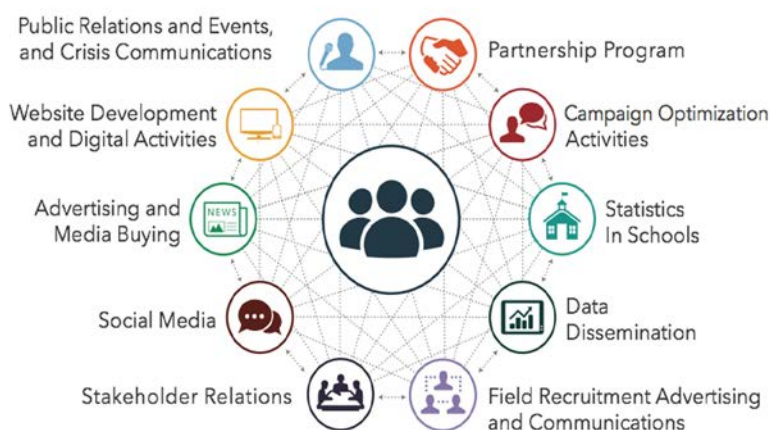 Public Relations and Events,
and Crisis Communications
Partnership Program
Website Development
and Digital Activities
Campaign Optimization
Activities
Advertising and
Media Buying
NEWS
Statistics
In Schools
Social Media
Data
Dissemination
Stakeholder Relations
Field Recruitment Advertising
and Communications